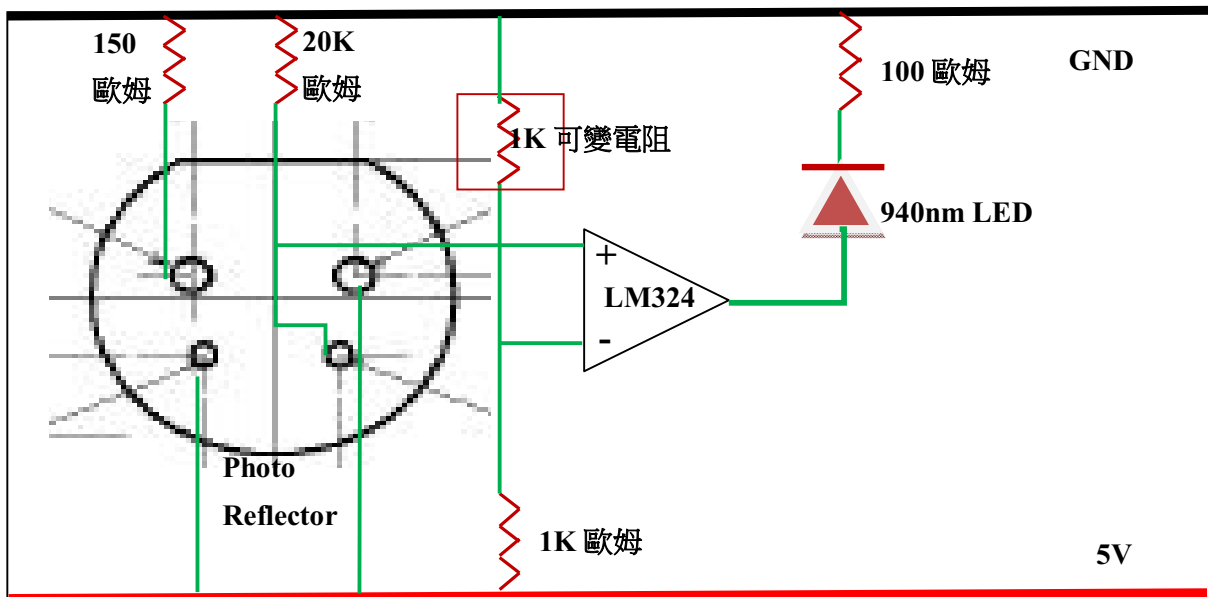 150
歐姆
20K
歐姆
1K 可變電阻
100 歐姆
GND
940nm LED
+
LM324
-
Photo
Reflector
1K 歐姆
5V